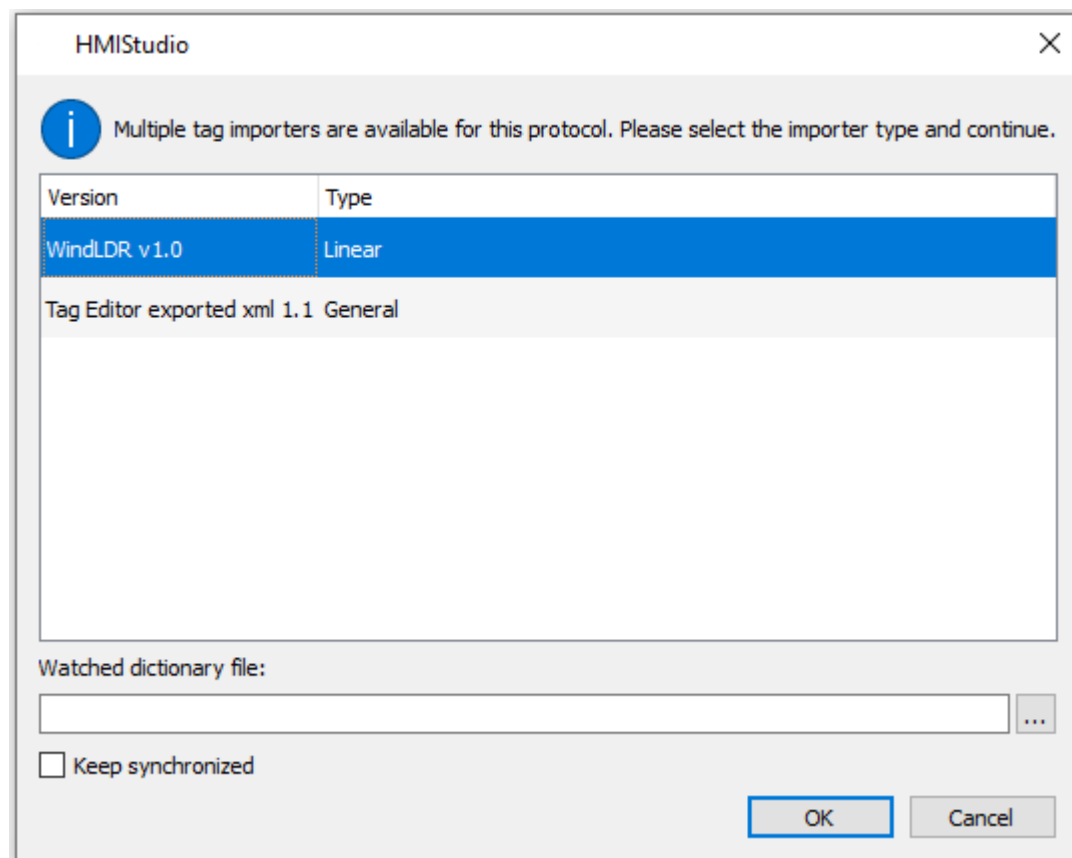 HMIStudio
Multiple tag importers are available for this protocol. Please select the importer type and continue.
Version Type
WindLDR v1.0 Linear
Tag Editor exported xml 1.1 General
Watched dictionary file:
...
Keep synchronized
OK Cancel